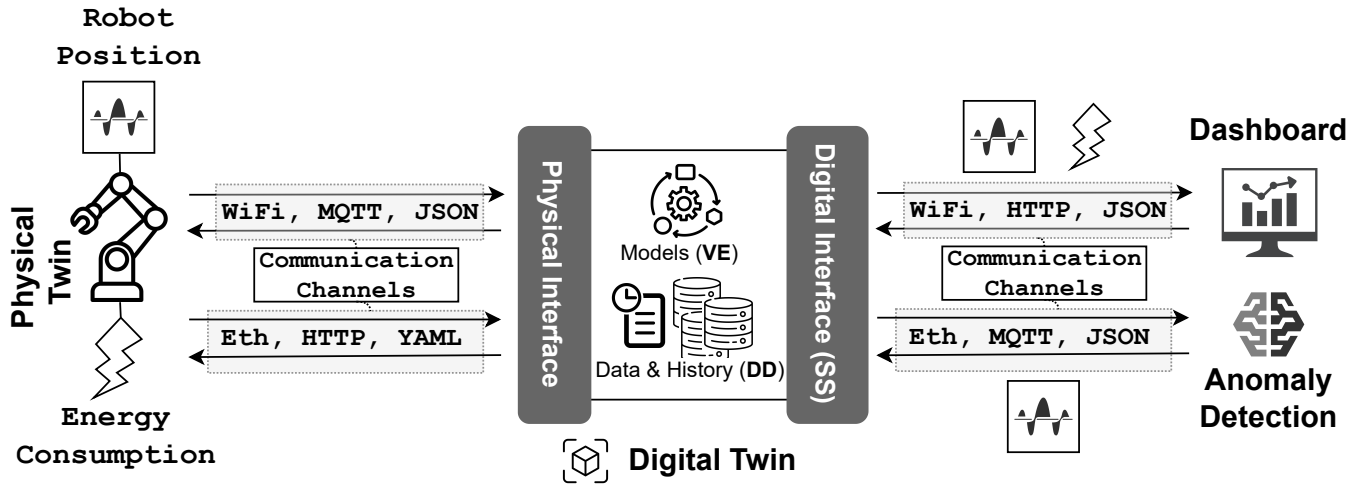 Robot
Position
Physical
Twin
WiFi, MQTT, JSON
Communication
Channels
Eth, HTTP, YAML
Energy
Consumption
Physical Interface
Models (VE)
Data & History (DD)
Digital Interface (SS)
Digital Twin
WiFi, HTTP, JSON
Communication
Channels
Eth, MQTT, JSON
Dashboard
Anomaly
Detection